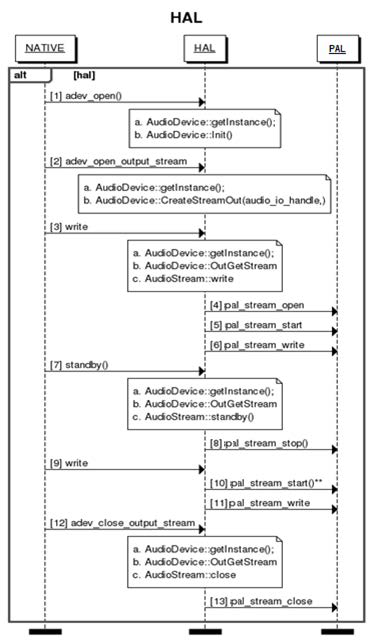 HAL
NATIVE HAL PAL
alt [hal]
[1] adev_open()
a. AudioDevice::getInstance();
b. AudioDevice::Init()
[2] adev_open_output_stream
a. AudioDevice::getInstance();
b. AudioDevice::CreateStreamOut(audio_io_handle,)
[3] write
a. AudioDevice::getInstance();
b. AudioDevice::OutGetStream
c. AudioStream::write
[4] pal_stream_open
[5] pal_stream_start
[6] pal_stream_write
[7] standby()
a. AudioDevice::getInstance();
b. AudioDevice::OutGetStream
c. AudioStream::standby()
[8] pal_stream_stop()
[9] write
[10] pal_stream_start()**
[11] pal_stream_write
[12] adev_close_output_stream
a. AudioDevice::getInstance();
b. AudioDevice::OutGetStream
c. AudioStream::close
[13] pal_stream_close